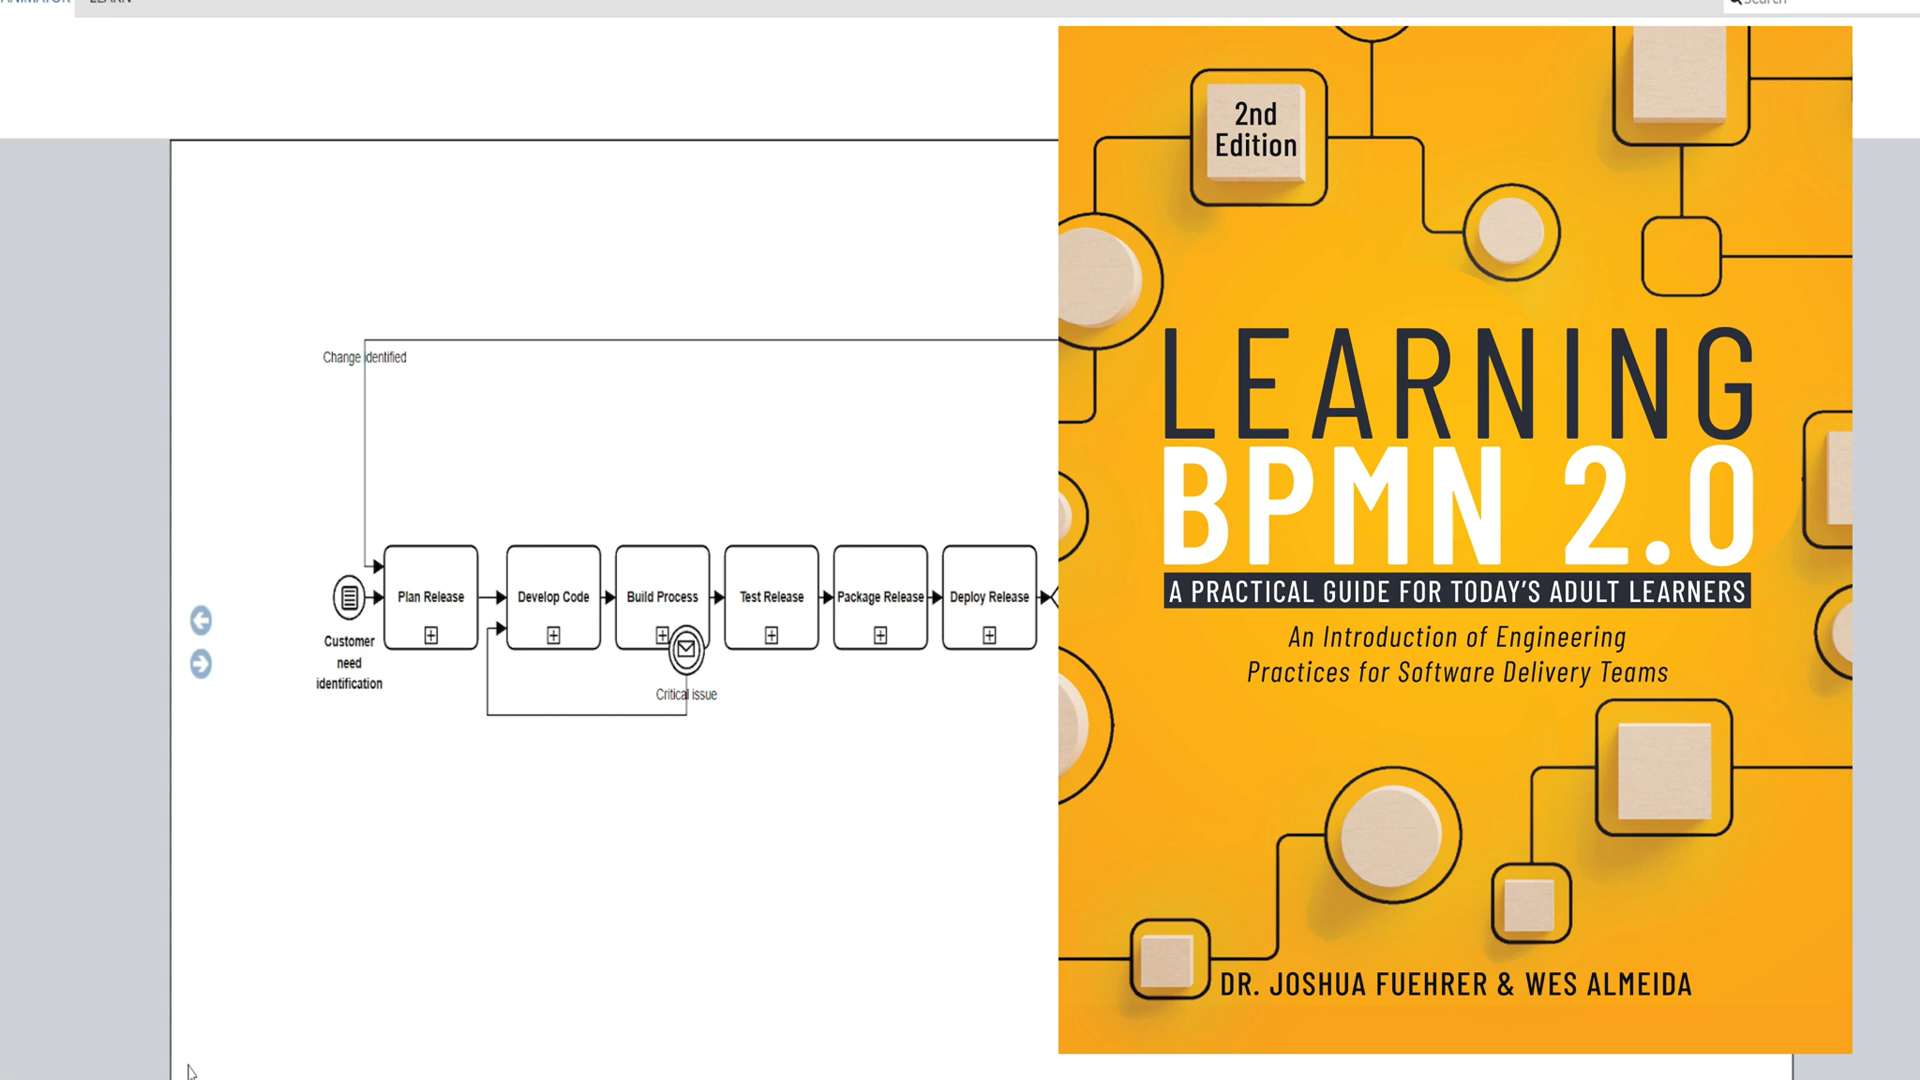 LEARN
Search
Change identified
Plan Release
Develop Code
Build Process
Test Release
Package Release
Deploy Release
Customer
need
identification
Critical issue
2nd
Edition
LEARNING
BPMN 2.0
A PRACTICAL GUIDE FOR TODAY'S ADULT LEARNERS
An Introduction of Engineering
Practices for Software Delivery Teams
DR. JOSHUA FUEHRER & WES ALMEIDA